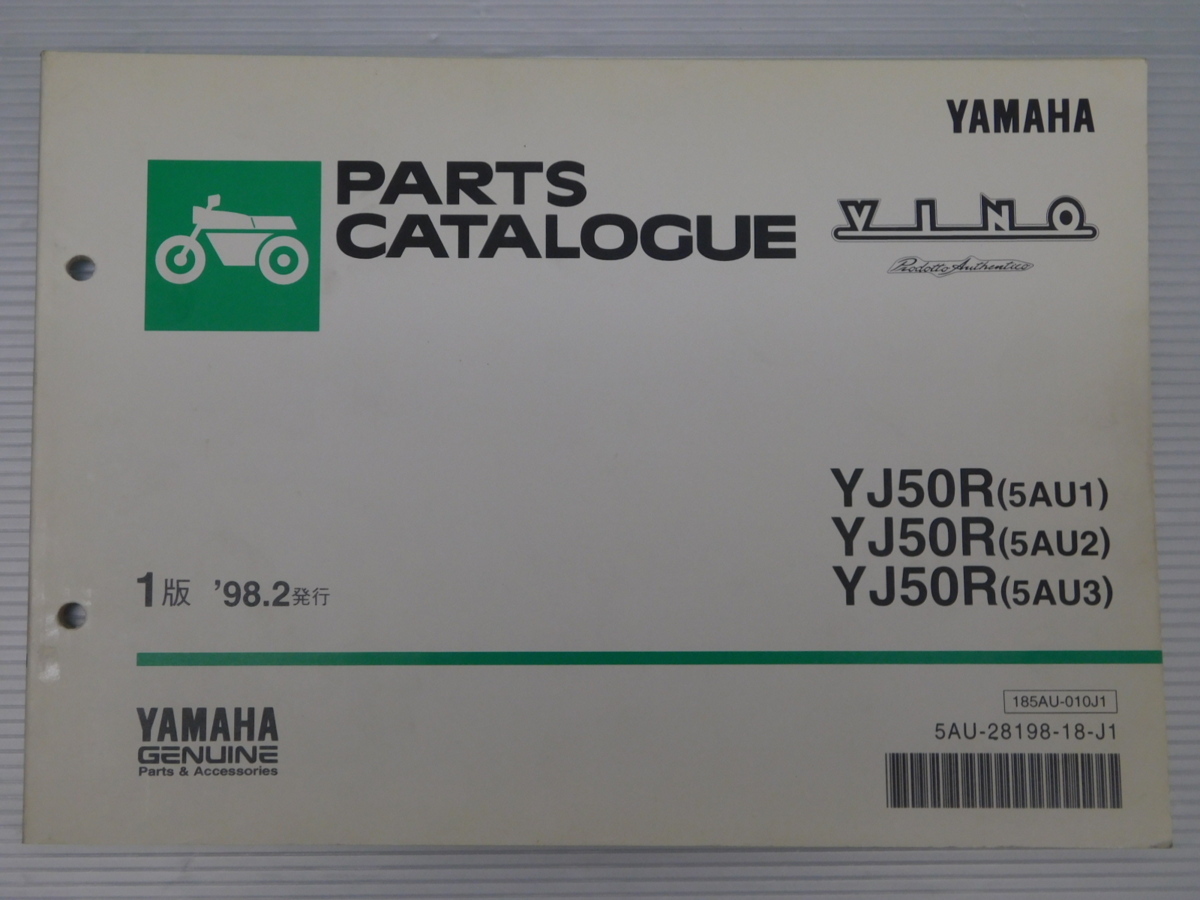 YAMAHA
PARTS
CATALOGUE
VINO
Prodotto Authentico
YJ50R(5AU1)
YJ50R(5AU2)
YJ50R(5AU3)
1版 '98.2発行
185AU-010J1
5AU-28198-18-J1
YAMAHA
GENUINE
Parts & Accessories